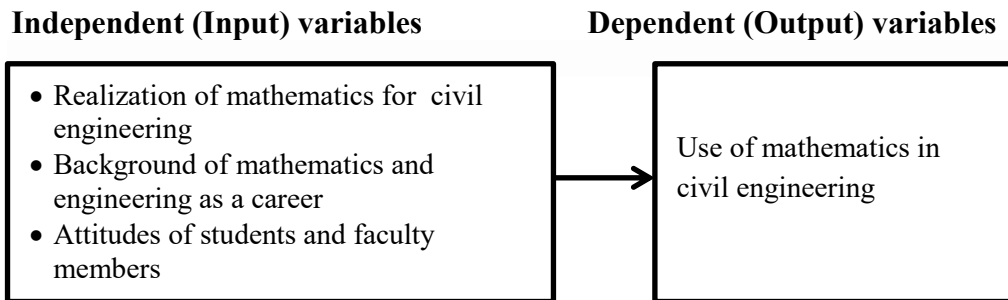 Independent (Input) variables
Dependent (Output) variables
• Realization of mathematics for civil
engineering
• Background of mathematics and
engineering as a career
• Attitudes of students and faculty
members
Use of mathematics in
civil engineering